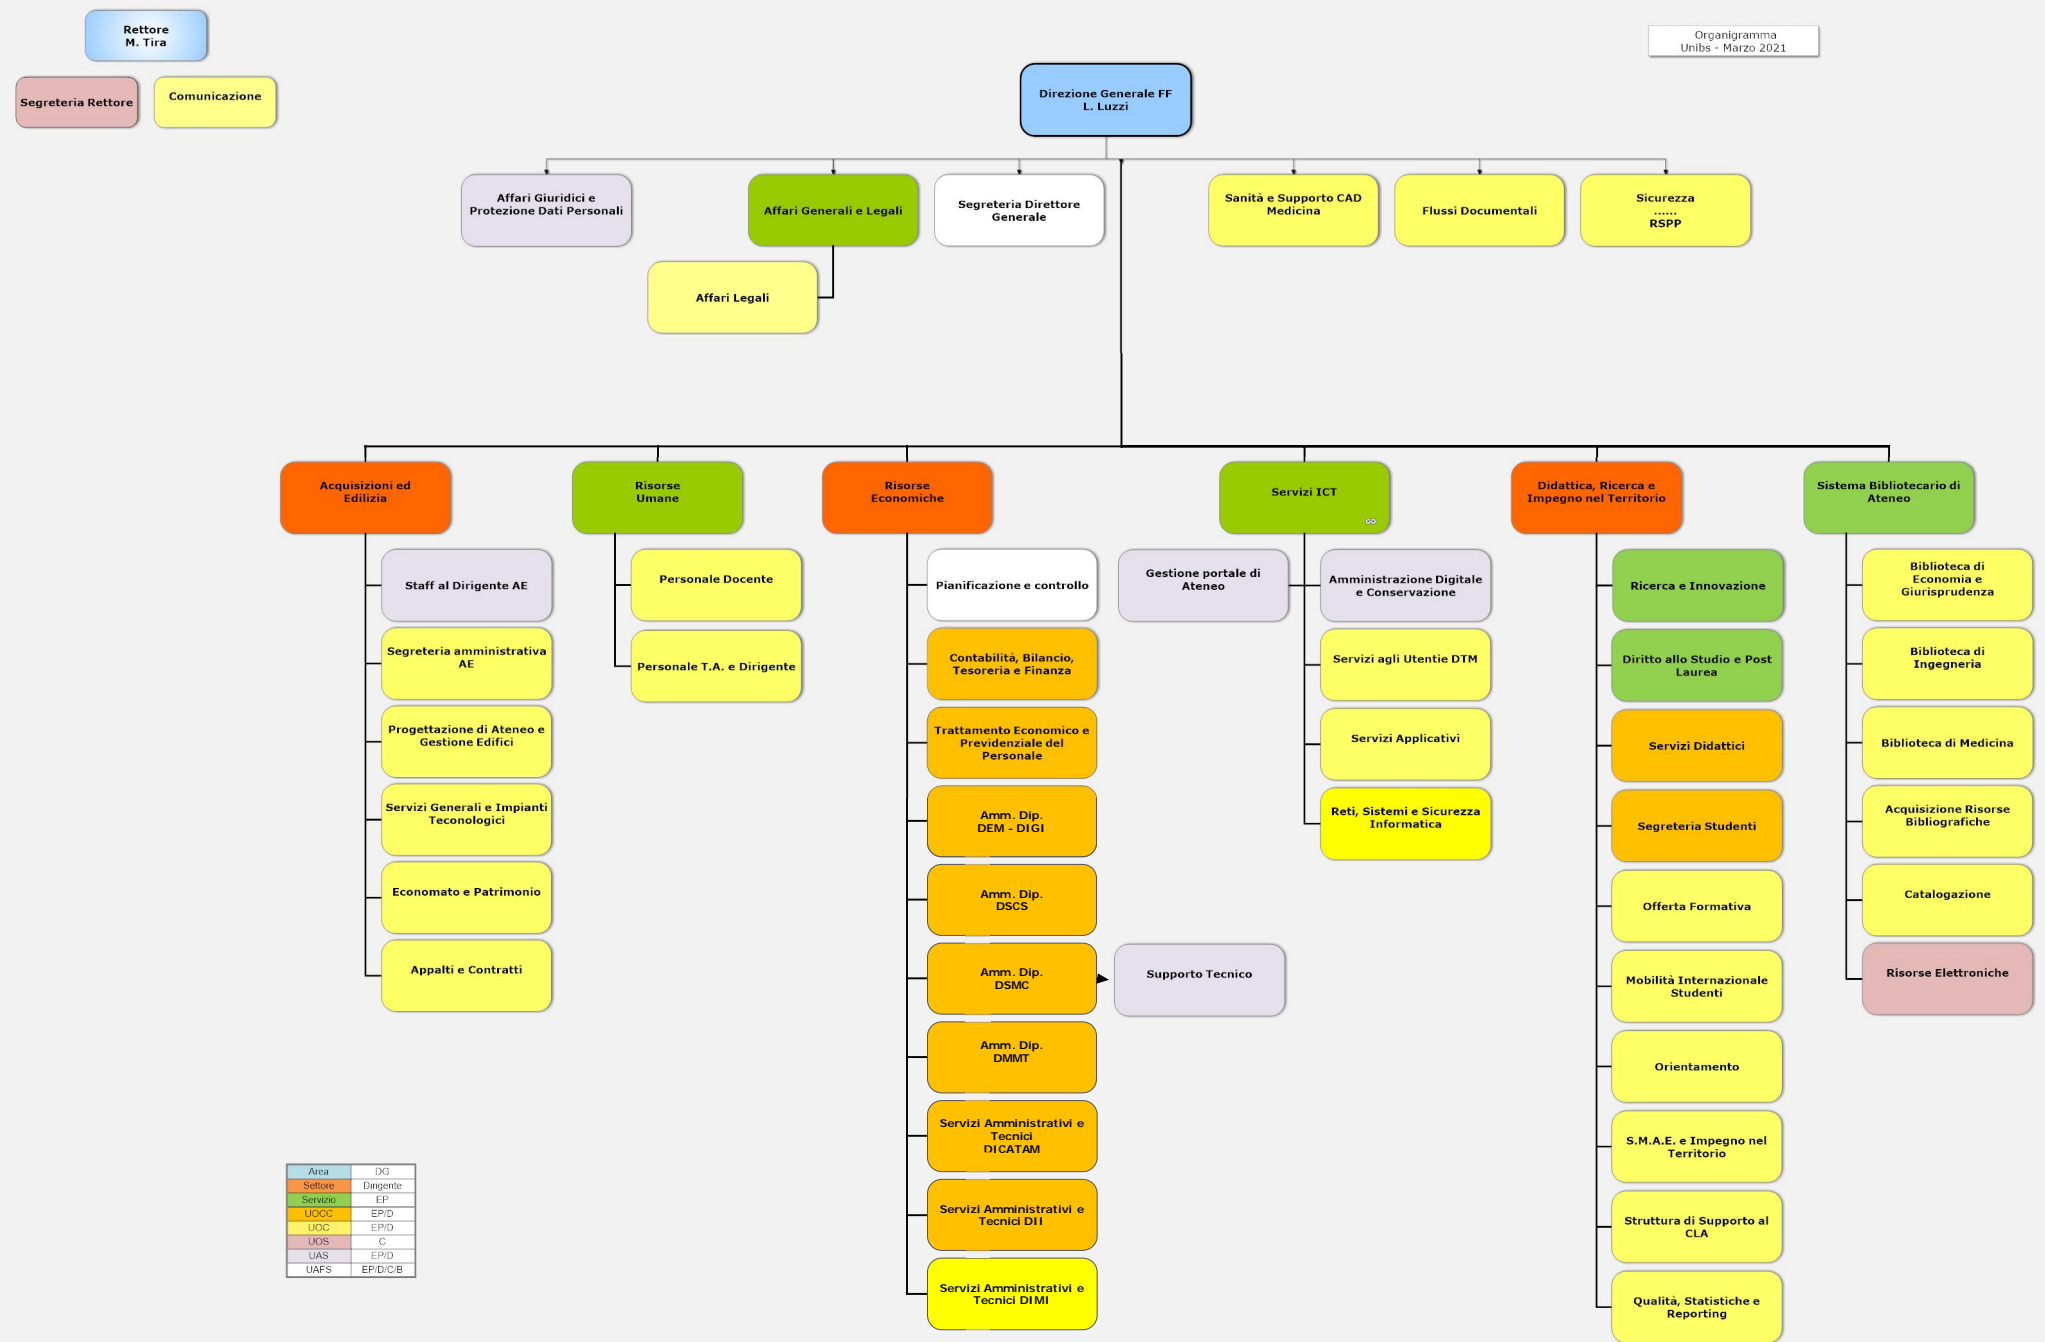 Rettore
M. Tira
Segreteria Rettore
Comunicazione
Organigramma
Unibs - Marzo 2021
Direzione Generale FF
L. Luzzi
Affari Giuridici e
Protezione Dati Personali
Affari Generali e Legali
Segreteria Direttore
Generale
Sanità e Supporto CAD
Medicina
Flussi Documentali
Sicurezza
......
RSPP
Affari Legali
Acquisizioni ed
Edilizia
Staff al Dirigente AE
Segreteria amministrativa
AE
Progettazione di Ateneo e
Gestione Edifici
Servizi Generali e Impianti
Teconologici
Economato e Patrimonio
Appalti e Contratti
Risorse
Umane
Personale Docente
Personale T.A. e Dirigente
Risorse
Economiche
Pianificazione e controllo
Contabilità, Bilancio,
Tesoreria e Finanza
Trattamento Economico e
Previdenziale del
Personale
Amm. Dip.
DEM - DIGI
Amm. Dip.
DSCS
Amm. Dip.
DSMC
Supporto Tecnico
Amm. Dip.
DMMT
Servizi Amministrativi e
Tecnici
DICATAM
Servizi Amministrativi e
Tecnici DII
Servizi Amministrativi e
Tecnici DIMI
Servizi ICT
Gestione portale di
Ateneo
Amministrazione Digitale
e Conservazione
Servizi agli Utentie DTM
Servizi Applicativi
Reti, Sistemi e Sicurezza
Informatica
Didattica, Ricerca e
Impegno nel Territorio
Ricerca e Innovazione
Diritto allo Studio e Post
Laurea
Servizi Didattici
Segreteria Studenti
Offerta Formativa
Mobilità Internazionale
Studenti
Orientamento
S.M.A.E. e Impegno nel
Territorio
Struttura di Supporto al
CLA
Qualità, Statistiche e
Reporting
Sistema Bibliotecario di
Ateneo
Biblioteca di
Economia e
Giurisprudenza
Biblioteca di
Ingegneria
Biblioteca di Medicina
Acquisizione Risorse
Bibliografiche
Catalogazione
Risorse Elettroniche
Area DG
Settore Dirigente
Servizio EP
UOCC EP/D
UOC EP/D
UOS C
UAS EP/D
UAFS EP/D/C/B